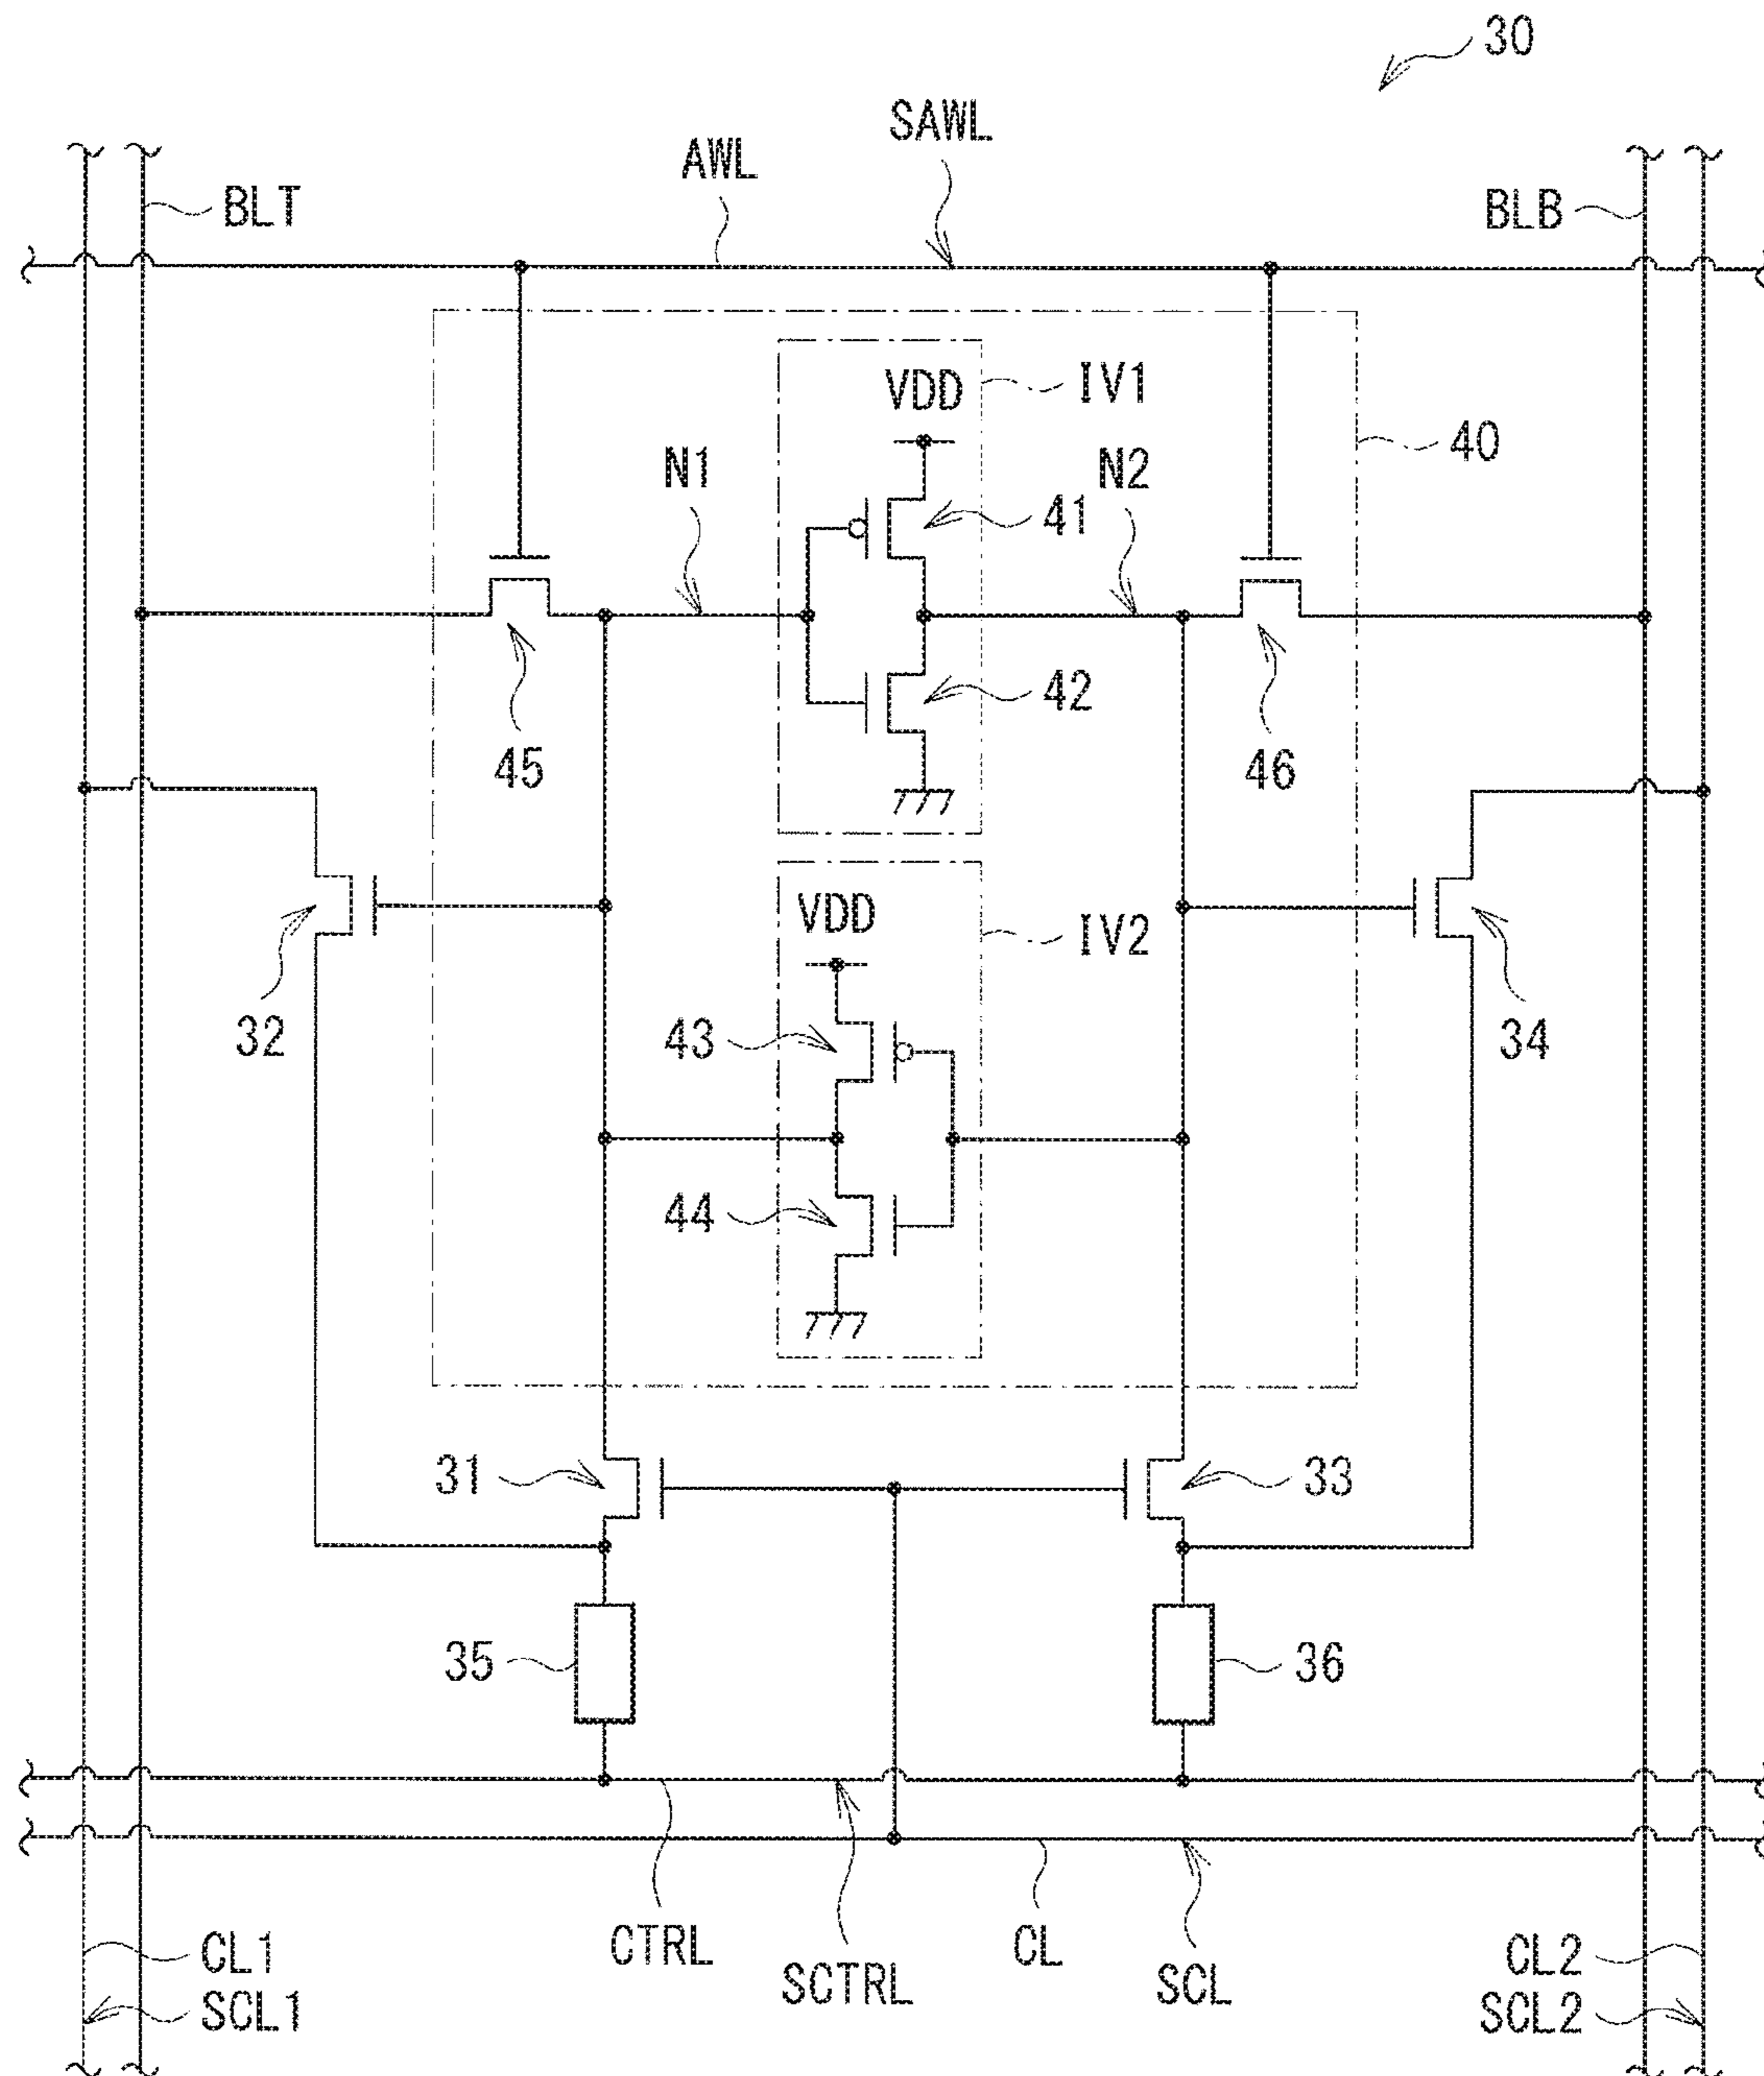 30
SAWL
AWL
BLT
BLB
VDD
IV1
40
N1
N2
41
42
45
46
VDD
IV2
32
43
34
44
31
33
35
36
CTRL
CL
CL1
CL2
SCTRL
SCL
SCL1
SCL2